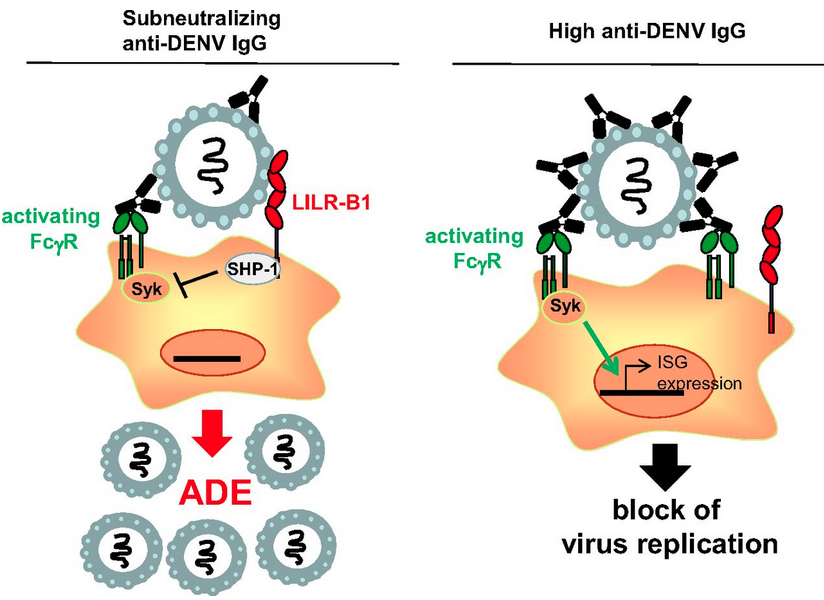 Subneutralizing
anti-DENV IgG
LILR-B1
activating
FcγR
SHP-1
Syk
ADE
High anti-DENV IgG
activating
FcγR
Syk
ISG
expression
block of
virus replication